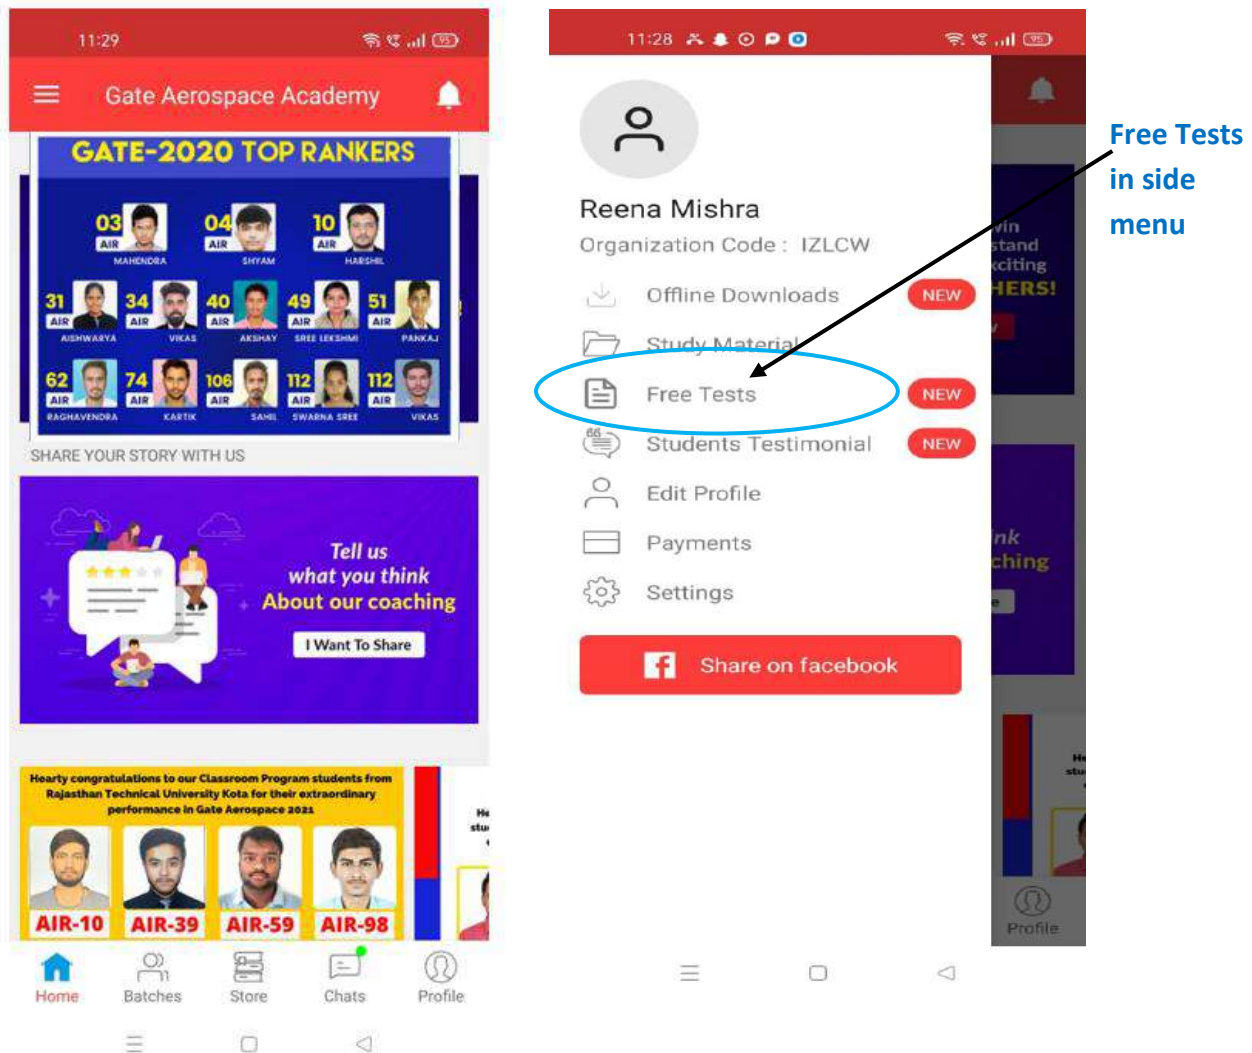 11:29
95
Gate Aerospace Academy
GATE-2020 TOP RANKERS
03 AIR MAHENDRA
04 AIR SHYAM
10 AIR HARSHIL
31 AIR AISHWARYA
34 AIR VIKAS
40 AIR AKSHAY
49 AIR SREE LEKSHMI
51 AIR PANKAJ
62 AIR RAGHAVENDRA
74 AIR KARTIK
106 AIR SAHIL
112 AIR SWARNA SREE
112 AIR VIKAS
SHARE YOUR STORY WITH US
Tell us
what you think
About our coaching
I Want To Share
Hearty congratulations to our Classroom Program students from
Rajasthan Technical University Kota for their extraordinary
performance in Gate Aerospace 2021
AIR-10 AIR-39 AIR-59 AIR-98
Home Batches Store Chats Profile
11:28
95
Reena Mishra
Organization Code : IZLCW
Offline Downloads NEW
Study Material
Free Tests NEW
Students Testimonial NEW
Edit Profile
Payments
Settings
Share on facebook
HERS!
ching
Profile
Free Tests
in side
menu